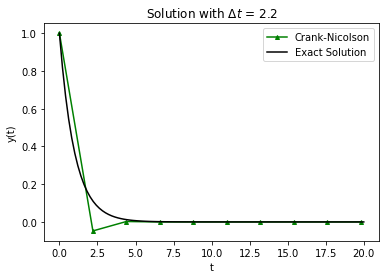 Solution with Δt = 2.2
Crank-Nicolson
Exact Solution
1.0
0.8
0.6
0.4
0.2
0.0
y(t)
0.0 2.5 5.0 7.5 10.0 12.5 15.0 17.5 20.0
t